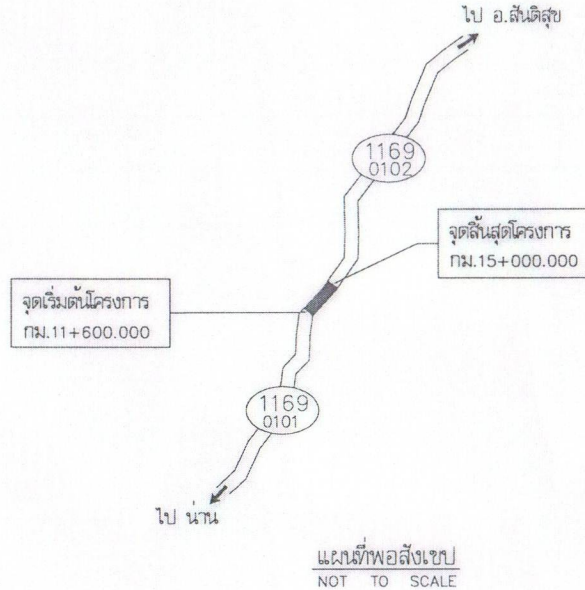 ไป อ.สันติสุข
1169
0102
จุดสิ้นสุดโครงการ
กม.15+000.000
จุดเริ่มต้นโครงการ
กม.11+600.000
1169
0101
ไป น่าน
แผนที่พอสังเขป
NOT TO SCALE